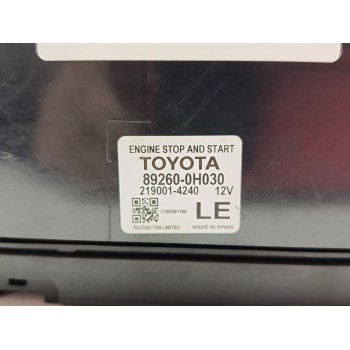 ENGINE STOP AND START
TOYOTA
89260-0H030
219001-4240 12V
LE
FUJITSU TEN LIMITED MADE IN SPAIN